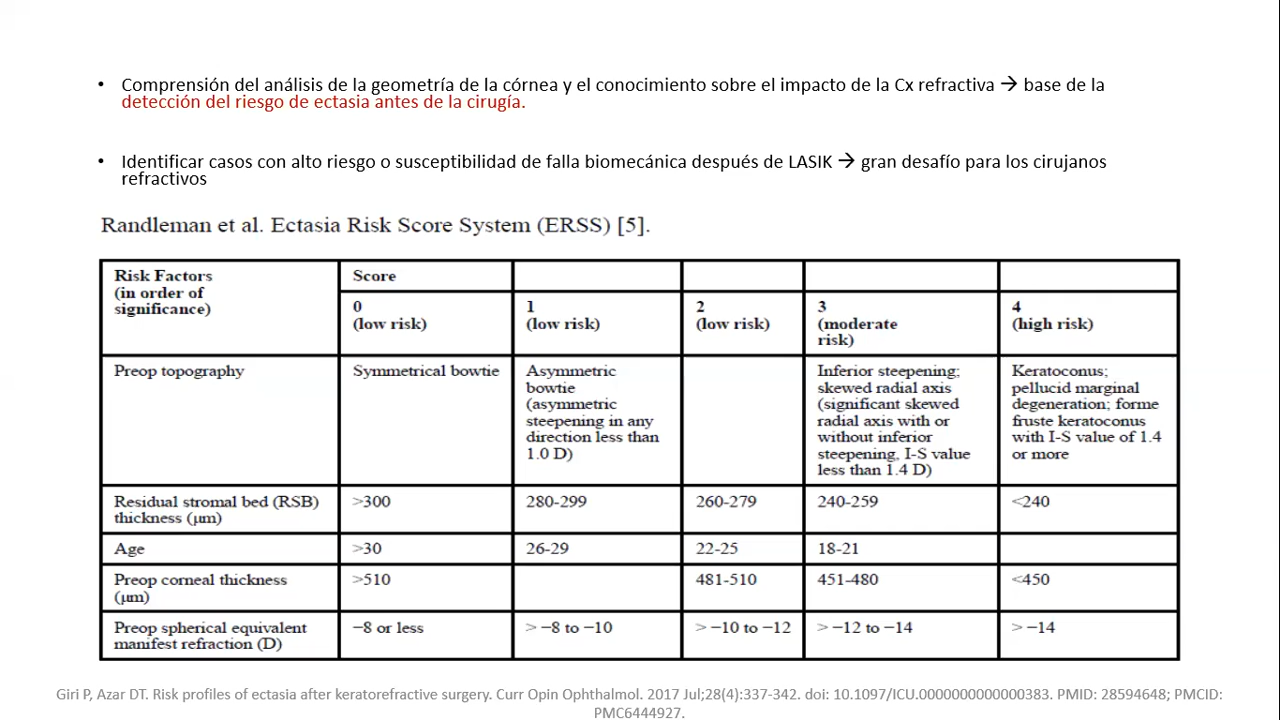 • Comprensión del análisis de la geometría de la córnea y el conocimiento sobre el impacto de la Cx refractiva → base de la
detección del riesgo de ectasia antes de la cirugía.
• Identificar casos con alto riesgo o susceptibilidad de falla biomecánica después de LASIK → gran desafío para los cirujanos
refractivos
Randleman et al. Ectasia Risk Score System (ERSS) [5].
Risk Factors
(in order of
significance)
Score
0
(low risk)
1
(low risk)
2
(low risk)
3
(moderate
risk)
4
(high risk)
Preop topography
Symmetrical bowtie
Asymmetric
bowtie
(asymmetric
steepening in any
direction less than
1.0 D)
Inferior steepening;
skewed radial axis
(significant skewed
radial axis with or
without inferior
steepening, I-S value
less than 1.4 D)
Keratoconus;
pellucid marginal
degeneration; forme
fruste keratoconus
with I-S value of 1.4
or more
Residual stromal bed (RSB)
thickness (μm)
>300
280-299
260-279
240-259
<240
Age
>30
26-29
22-25
18-21
Preop corneal thickness
(μm)
>510
481-510
451-480
<450
Preop spherical equivalent
manifest refraction (D)
−8 or less
> −8 to −10
> −10 to −12
> −12 to −14
> −14
Giri P, Azar DT. Risk profiles of ectasia after keratorefractive surgery. Curr Opin Ophthalmol. 2017 Jul;28(4):337-342. doi: 10.1097/ICU.0000000000000383. PMID: 28594648; PMCID:
PMC6444927.